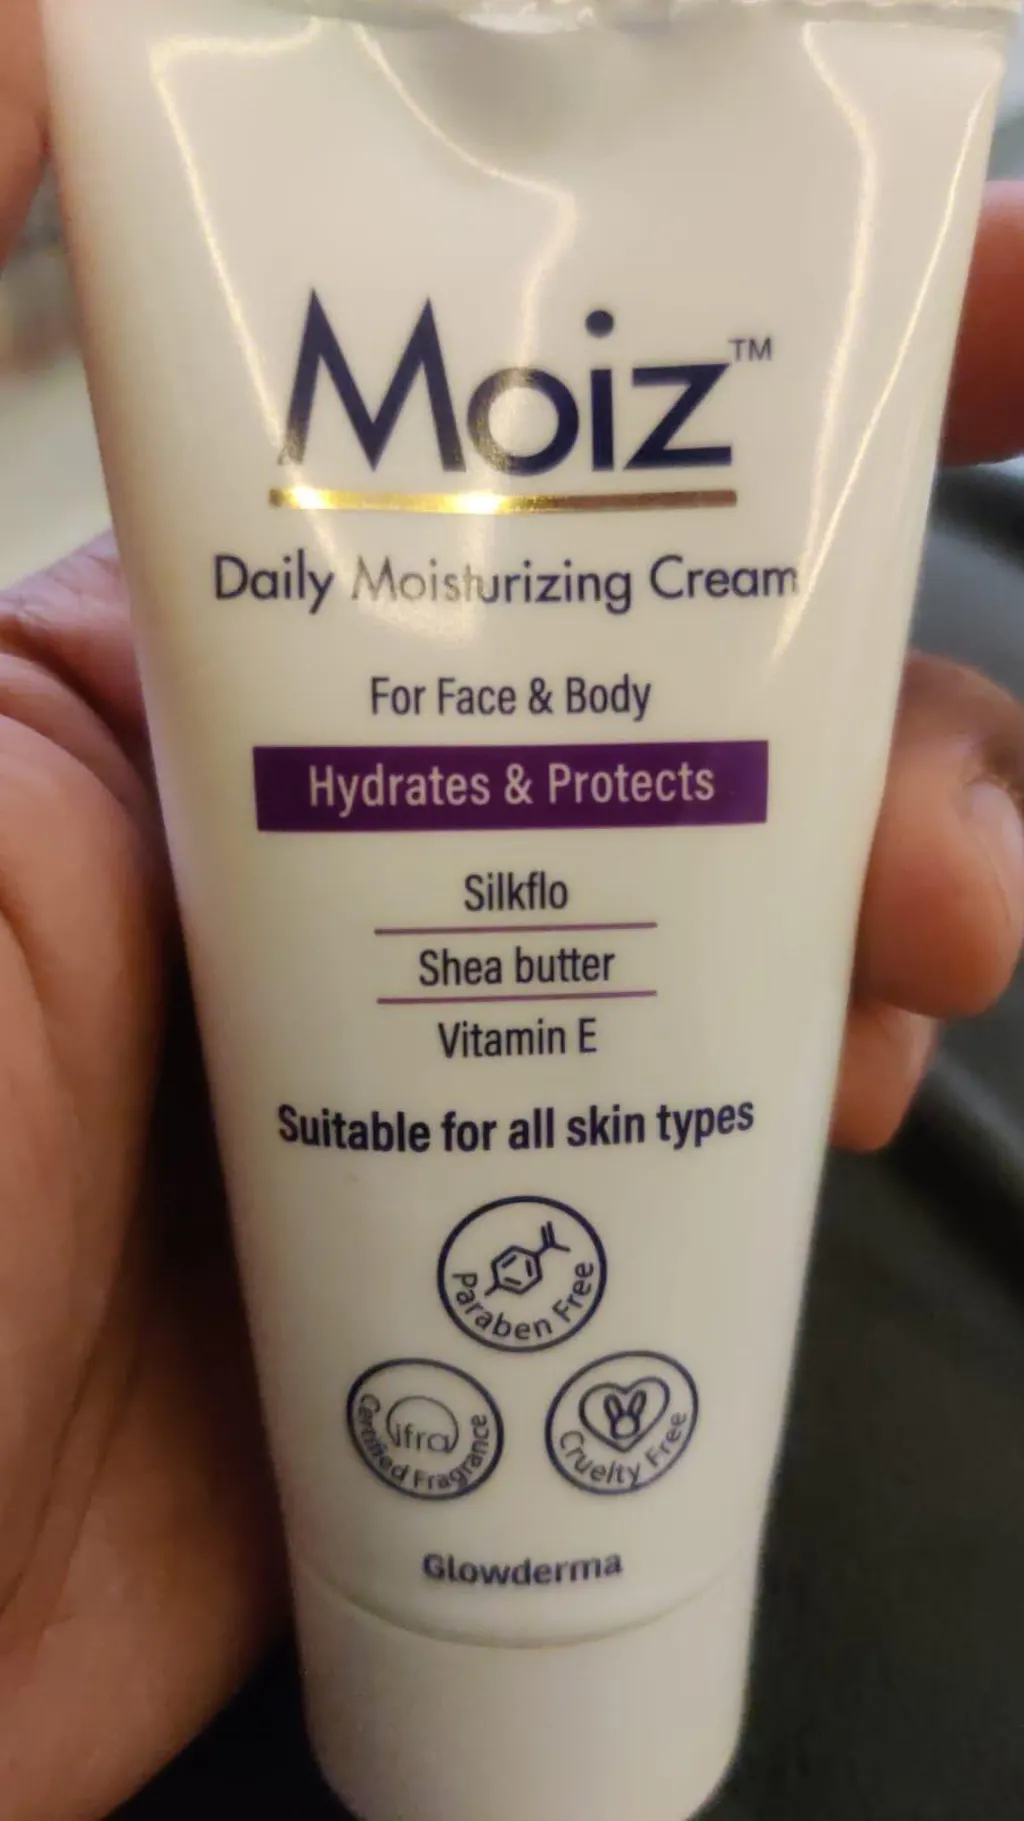 Moiz™
Daily Moisturizing Cream
For Face & Body
Hydrates & Protects
Silkflo
Shea butter
Vitamin E
Suitable for all skin types
Paraben Free
ifra
Certified Fragrance
Cruelty Free
Glowderma